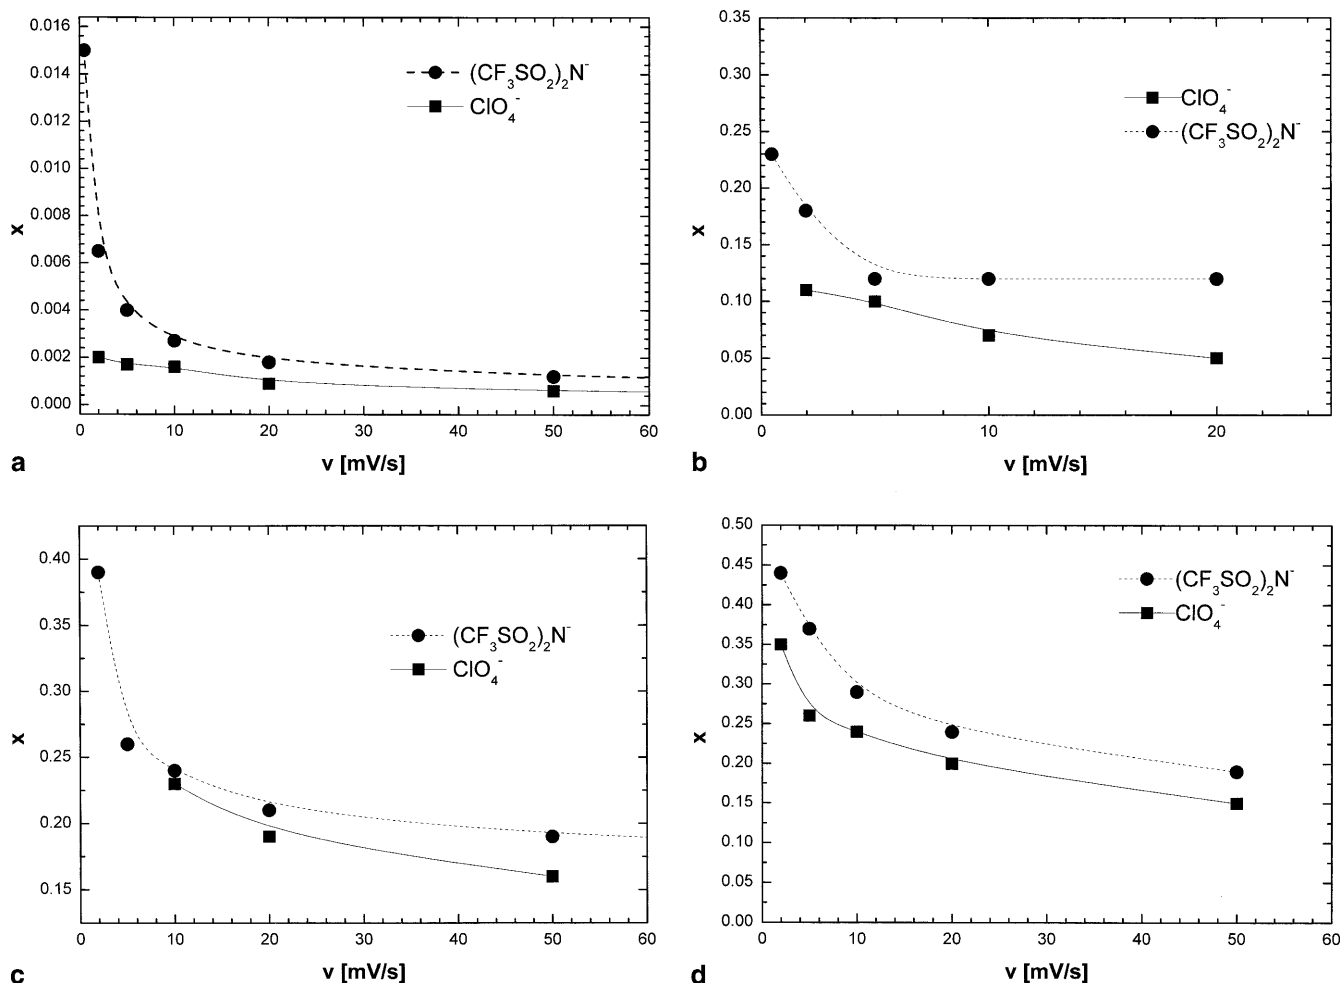 0.016
0.014
0.012
0.010
0.008
0.006
0.004
0.002
0.000
x
(CF₃SO₂)₂N⁻
ClO₄⁻
0 10 20 30 40 50 60
v [mV/s]
a
0.35
0.30
0.25
0.20
0.15
0.10
0.05
0.00
x
ClO₄⁻
(CF₃SO₂)₂N⁻
0 10 20
v [mV/s]
b
0.40
0.35
0.30
0.25
0.20
0.15
x
(CF₃SO₂)₂N⁻
ClO₄⁻
0 10 20 30 40 50 60
v [mV/s]
c
0.50
0.45
0.40
0.35
0.30
0.25
0.20
0.15
0.10
0.05
0.00
x
(CF₃SO₂)₂N⁻
ClO₄⁻
0 10 20 30 40 50 60
v [mV/s]
d